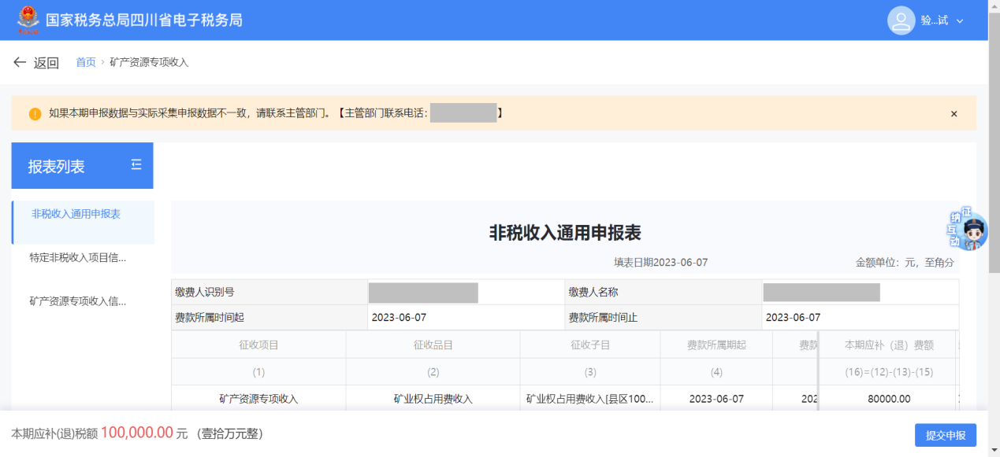 国家税务总局四川省电子税务局
验...试
返回 首页 > 矿产资源专项收入
如果本期申报数据与实际采集申报数据不一致，请联系主管部门。【主管部门联系电话： 】 ×
报表列表
非税收入通用申报表
特定非税收入项目信...
矿产资源专项收入信...
征纳互动
非税收入通用申报表
填表日期2023-06-07 金额单位：元，至角分
缴费人识别号 缴费人名称
费款所属时间起 2023-06-07 费款所属时间止 2023-06-07
征收项目 征收品目 征收子目 费款所属期起 费款 本期应补（退）费额
(1) (2) (3) (4) (16)=(12)-(13)-(15)
矿产资源专项收入 矿业权占用费收入 矿业权占用费收入[县区100... 2023-06-07 202 80000.00
本期应补(退)税额 100,000.00 元 （壹拾万元整） 提交申报